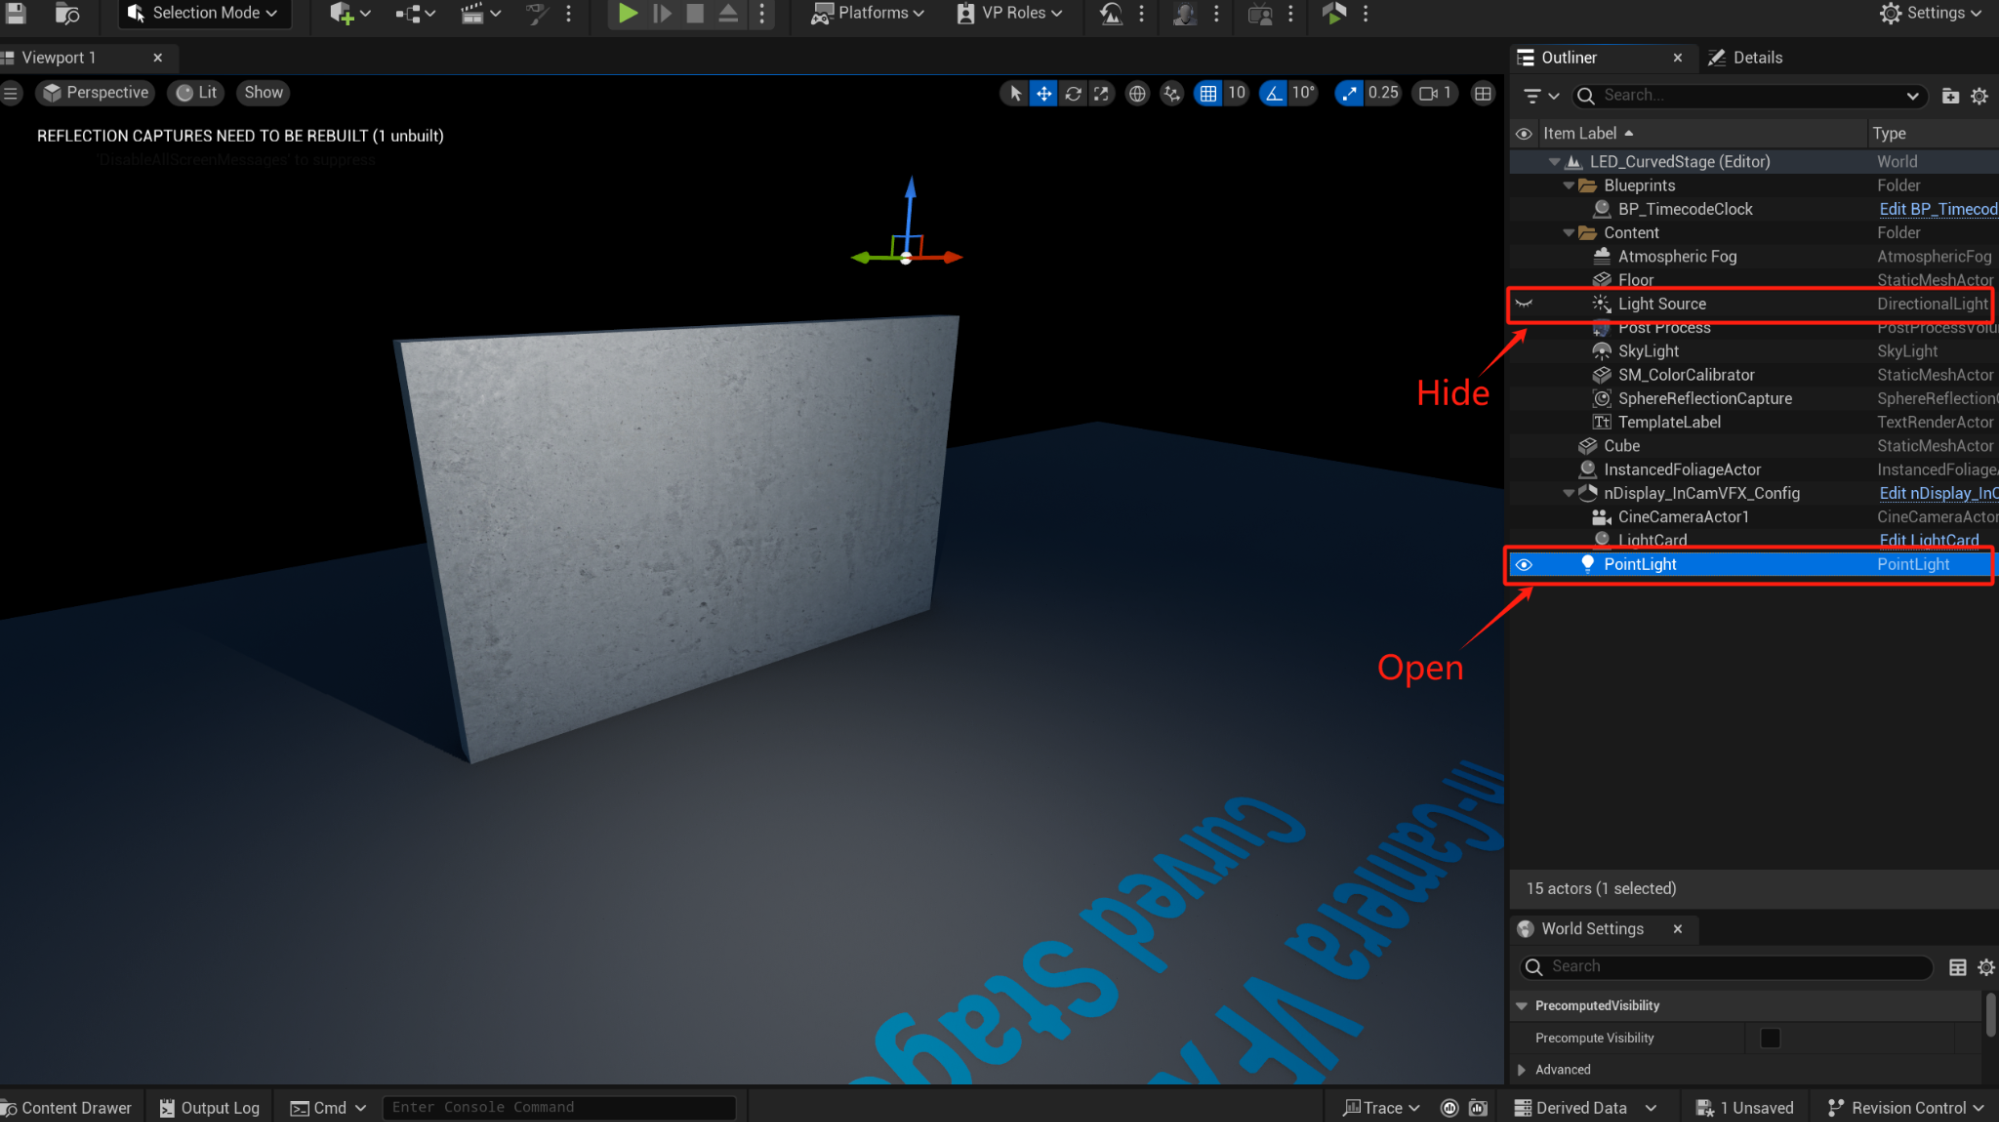 Selection Mode
Platforms
VP Roles
Settings
Viewport 1
Outliner
Details
Perspective
Lit
Show
10
10°
0.25
1
Search...
REFLECTION CAPTURES NEED TO BE REBUILT (1 unbuilt)
'DisableAllScreenMessages' to suppress
Item Label
Type
LED_CurvedStage (Editor)
World
Blueprints
Folder
BP_TimecodeClock
Edit BP_Timecod
Content
Folder
Atmospheric Fog
AtmosphericFog
Floor
StaticMeshActor
Light Source
DirectionalLight
Post Process
PostProcessVolu
SkyLight
SkyLight
SM_ColorCalibrator
StaticMeshActor
SphereReflectionCapture
SphereReflection
TemplateLabel
TextRenderActor
Cube
StaticMeshActor
InstancedFoliageActor
InstancedFoliage
nDisplay_InCamVFX_Config
Edit nDisplay_InC
CineCameraActor1
CineCameraActor
LightCard
Edit LightCard
PointLight
PointLight
Hide
Open
In-Camera VFX
Curved Stage
15 actors (1 selected)
World Settings
Search
PrecomputedVisibility
Precompute Visibility
Advanced
Content Drawer
Output Log
Cmd
Enter Console Command
Trace
Derived Data
1 Unsaved
Revision Control